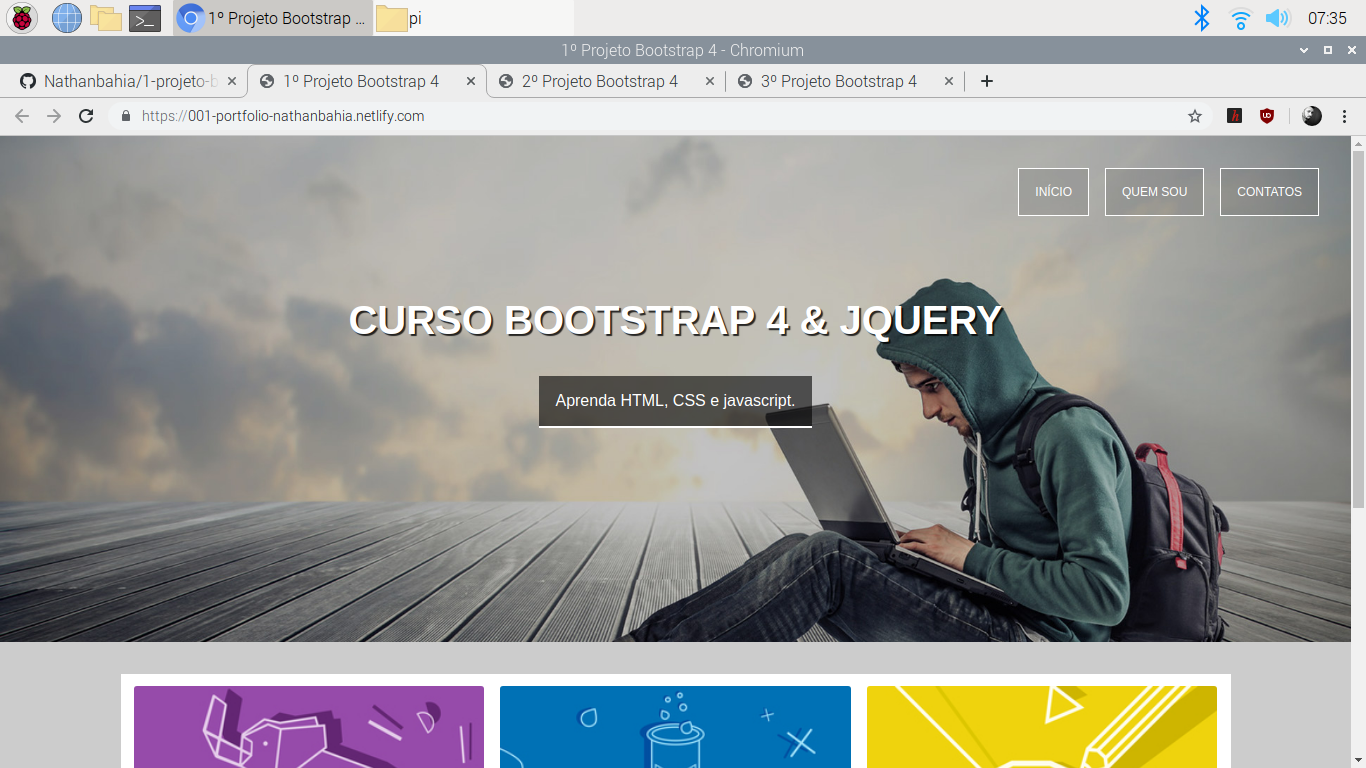 1º Projeto Bootstrap ...
pi
07:35
1º Projeto Bootstrap 4 - Chromium
Nathanbahia/1-projeto-b
1º Projeto Bootstrap 4
2º Projeto Bootstrap 4
3º Projeto Bootstrap 4
https://001-portfolio-nathanbahia.netlify.com
INÍCIO
QUEM SOU
CONTATOS
CURSO BOOTSTRAP 4 & JQUERY
Aprenda HTML, CSS e javascript.